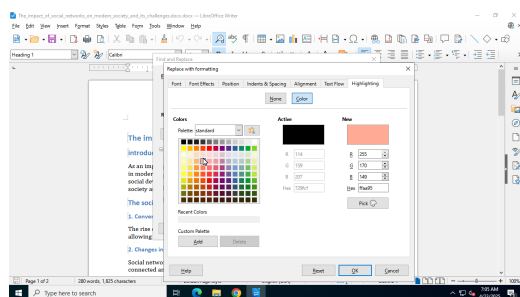 The_impact_of_social_networks_on_modern_society_and_its_challenges.docx.docx — LibreOffice Writer
File Edit View Insert Format Styles Table Form Tools Window Help
Heading 1
Calibri
Find and Replace
Replace with formatting
Font Font Effects Position Indents & Spacing Alignment Text Flow Highlighting
None Color
Colors Active New
Palette: standard
R 114 R 255
G 159 G 170
B 207 B 149
Hex 729fcf Hex ffaa95
Pick
Recent Colors
Custom Palette
Add Delete
Help Reset OK Cancel
The im
introduc
As an imp
in modern
social de
society a
The soci
1. Conver
The rise
allowing
2. Changes in
Social netwo
connected an
Page 1 of 2 280 words, 1,825 characters
100%
Type here to search
7:05 AM